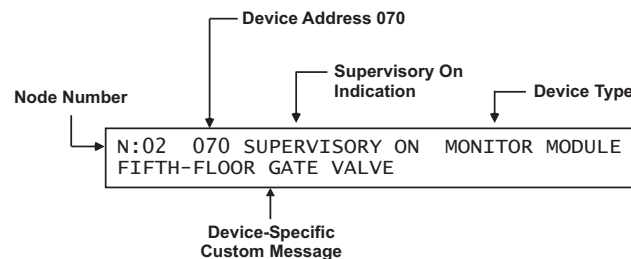 Device Address 070
Supervisory On
Indication
Node Number
Device Type
N:02 070 SUPERVISORY ON MONITOR MODULE
FIFTH-FLOOR GATE VALVE
Device-Specific
Custom Message